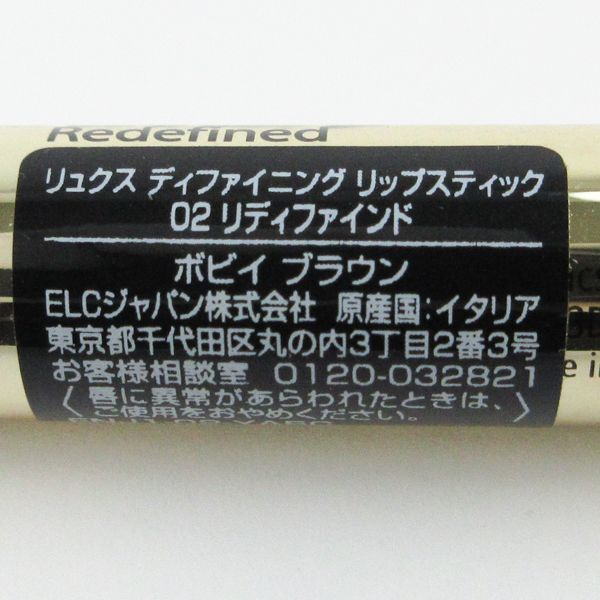 Redefined
リュクス ディファイニング リップスティック
02 リディファインド
ボビイ ブラウン
ELCジャパン株式会社 原産国:イタリア
東京都千代田区丸の内3丁目2番3号
お客様相談室 0120-032821
〈唇に異常があらわれたときは、
ご使用をおやめください。〉